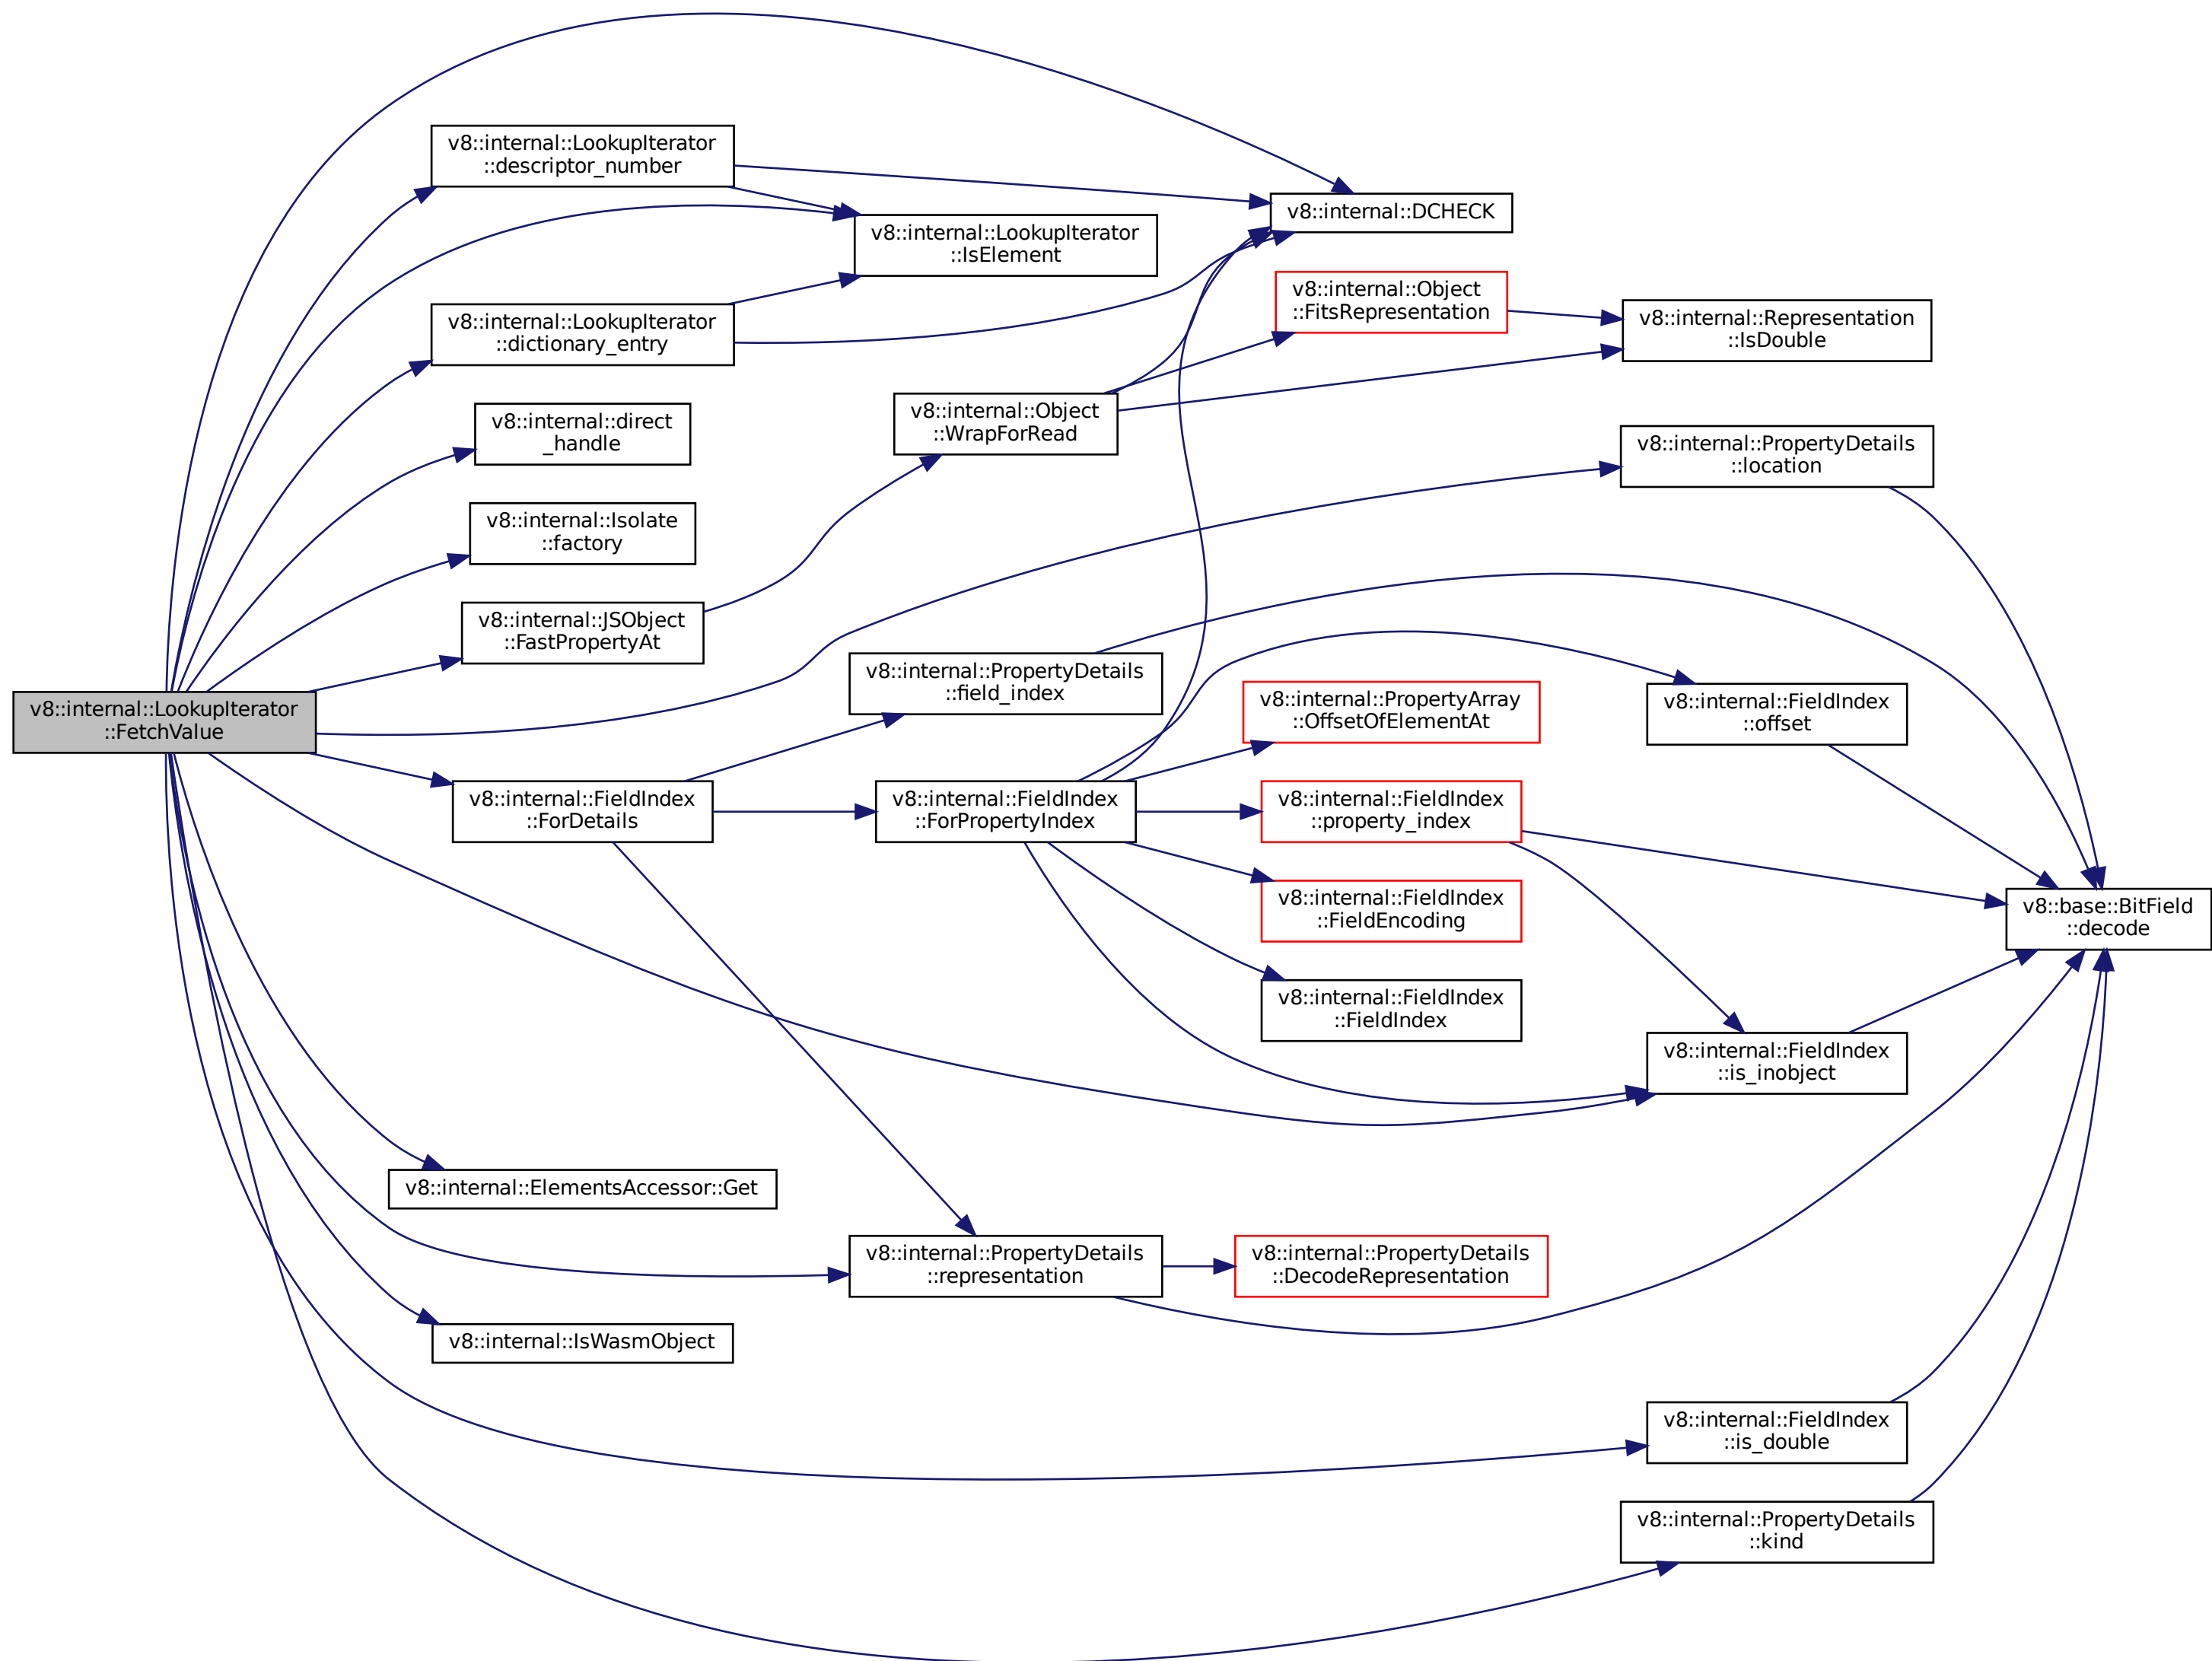 v8::internal::LookupIterator
::FetchValue
v8::internal::LookupIterator
::descriptor_number
v8::internal::LookupIterator
::dictionary_entry
v8::internal::direct
_handle
v8::internal::Isolate
::factory
v8::internal::JSObject
::FastPropertyAt
v8::internal::FieldIndex
::ForDetails
v8::internal::ElementsAccessor::Get
v8::internal::IsWasmObject
v8::internal::LookupIterator
::IsElement
v8::internal::Object
::WrapForRead
v8::internal::PropertyDetails
::field_index
v8::internal::FieldIndex
::ForPropertyIndex
v8::internal::PropertyDetails
::representation
v8::internal::DCHECK
v8::internal::Object
::FitsRepresentation
v8::internal::PropertyArray
::OffsetOfElementAt
v8::internal::FieldIndex
::property_index
v8::internal::FieldIndex
::FieldEncoding
v8::internal::FieldIndex
::FieldIndex
v8::internal::PropertyDetails
::DecodeRepresentation
v8::internal::Representation
::IsDouble
v8::internal::PropertyDetails
::location
v8::internal::FieldIndex
::offset
v8::internal::FieldIndex
::is_inobject
v8::internal::FieldIndex
::is_double
v8::internal::PropertyDetails
::kind
v8::base::BitField
::decode